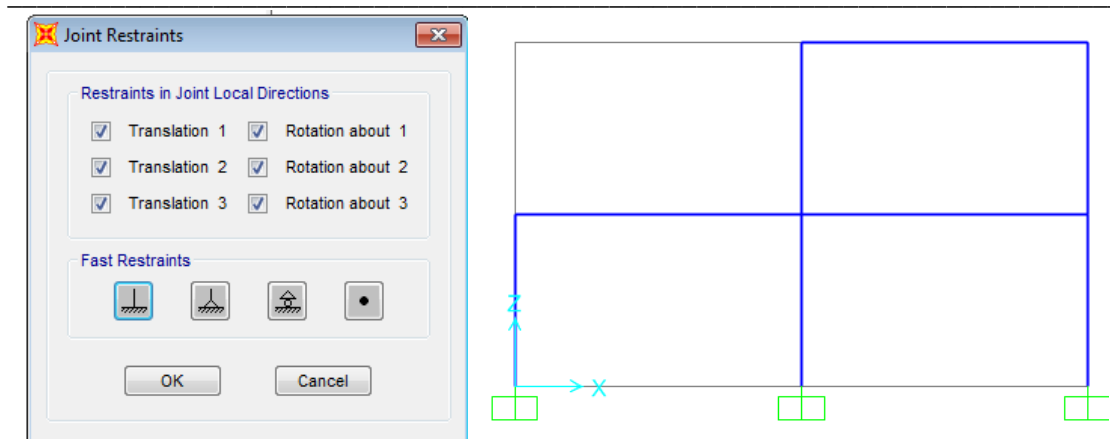 Joint Restraints
Restraints in Joint Local Directions
Translation 1 Rotation about 1
Translation 2 Rotation about 2
Translation 3 Rotation about 3
Fast Restraints
OK Cancel
Z
X